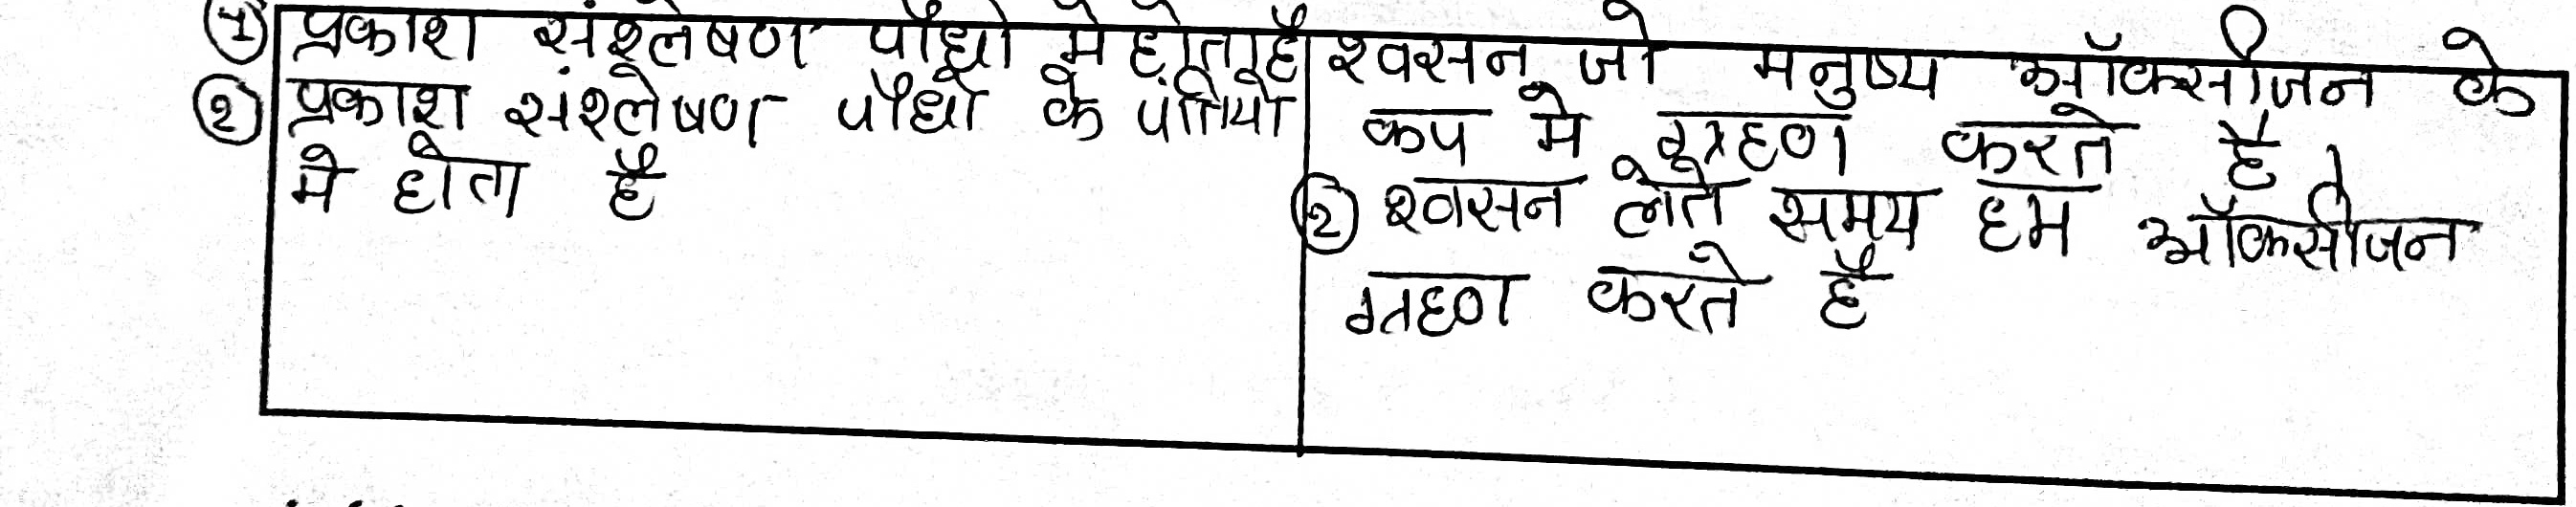 ① प्रकाश संश्लेषण पौधो मे होता है
② प्रकाश संश्लेषण पौधो के पत्तियो
मे होता है
श्वसन जो मनुष्य ऑक्सीजन के
रूप मे ग्रहण करते है।
② श्वसन लेते समय हम ऑक्सीजन
ग्रहण करते है